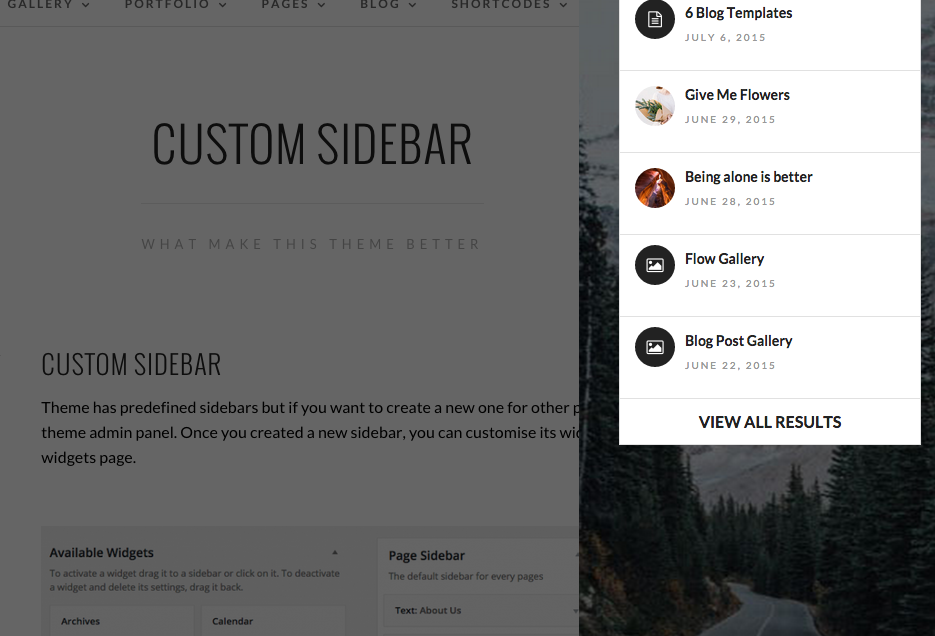 GALLERY PORTFOLIO PAGES BLOG SHORTCODES
CUSTOM SIDEBAR
WHAT MAKE THIS THEME BETTER
CUSTOM SIDEBAR
Theme has predefined sidebars but if you want to create a new one for other
theme admin panel. Once you created a new sidebar, you can customise its
widgets page.
Available Widgets
To activate a widget drag it to a sidebar or click on it. To deactivate
a widget and delete its settings, drag it back.
Archives
Calendar
Page Sidebar
The default sidebar for every pages
Text: About Us
6 Blog Templates
JULY 6, 2015
Give Me Flowers
JUNE 29, 2015
Being alone is better
JUNE 28, 2015
Flow Gallery
JUNE 23, 2015
Blog Post Gallery
JUNE 22, 2015
VIEW ALL RESULTS